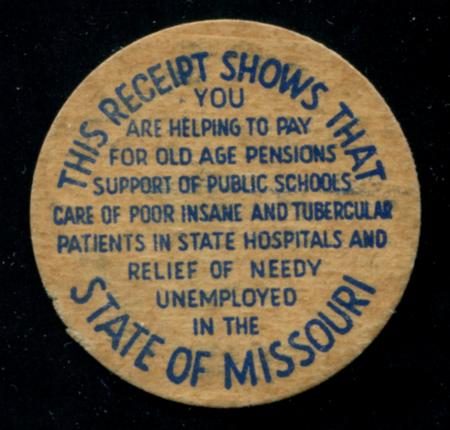 THIS RECEIPT SHOWS THAT
YOU
ARE HELPING TO PAY
FOR OLD AGE PENSIONS
SUPPORT OF PUBLIC SCHOOLS
CARE OF POOR INSANE AND TUBERCULAR
PATIENTS IN STATE HOSPITALS AND
RELIEF OF NEEDY
UNEMPLOYED
IN THE
STATE OF MISSOURI